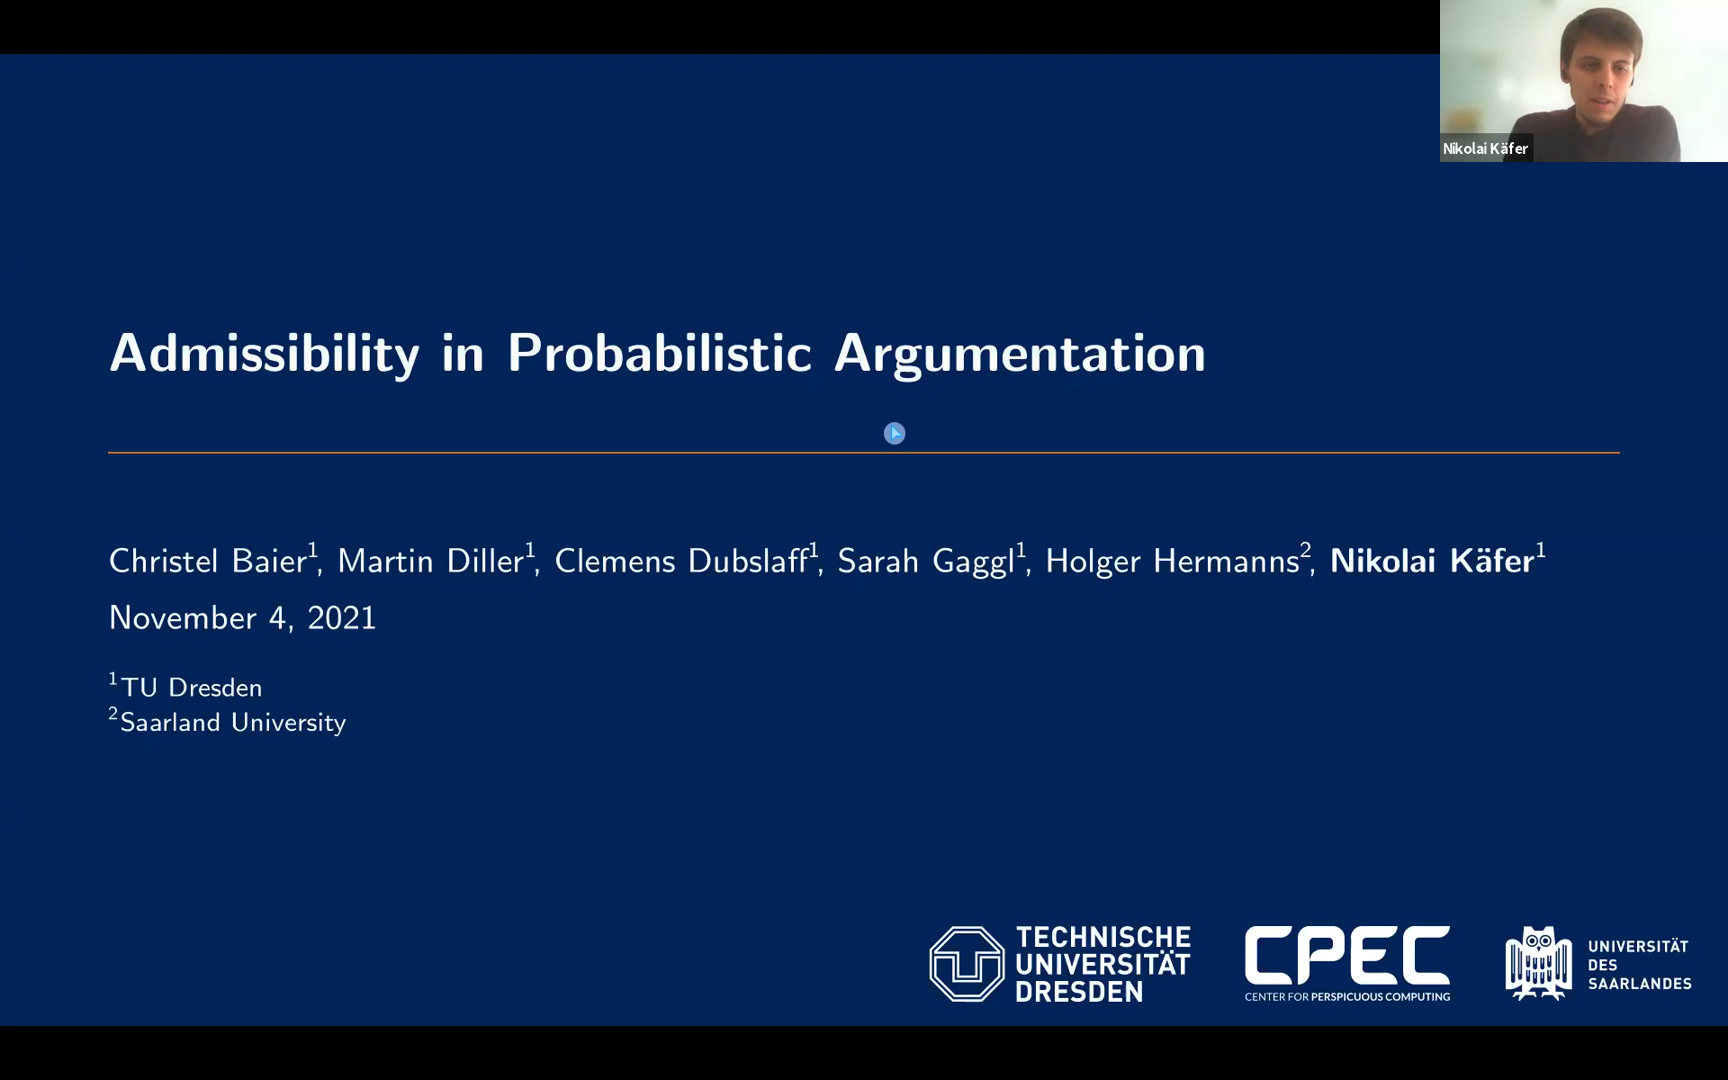 Nikolai Käfer
Admissibility in Probabilistic Argumentation
Christel Baier¹, Martin Diller¹, Clemens Dubslaff¹, Sarah Gaggl¹, Holger Hermanns², Nikolai Käfer¹
November 4, 2021
¹TU Dresden
²Saarland University
TECHNISCHE
UNIVERSITÄT
DRESDEN
CPEC
CENTER FOR PERSPICUOUS COMPUTING
UNIVERSITÄT
DES
SAARLANDES